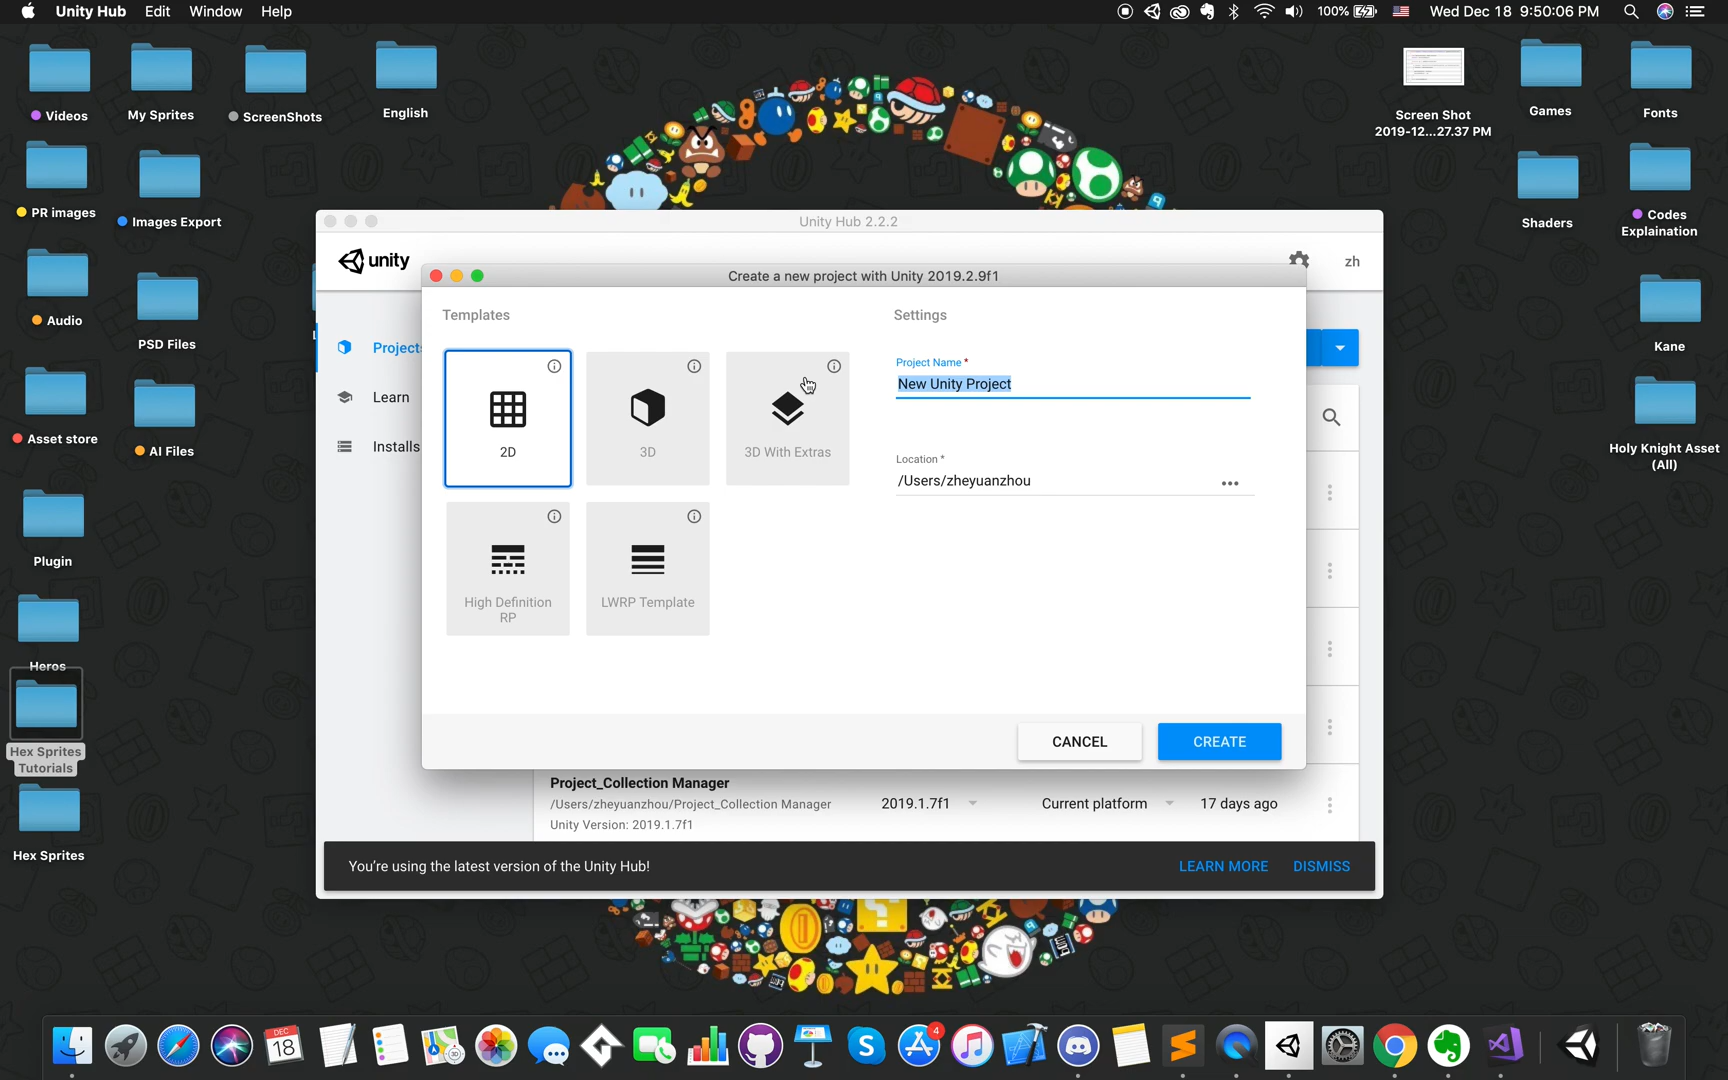 Unity Hub Edit Window Help
100% Wed Dec 18 9:50:06 PM
Videos
My Sprites
ScreenShots
English
Screen Shot
2019-12...27.37 PM
Games
Fonts
PR images
Images Export
Shaders
Codes
Explaination
Audio
PSD Files
Kane
Asset store
AI Files
Holy Knight Asset
(All)
Plugin
Heros
Hex Sprites
Tutorials
Hex Sprites
Unity Hub 2.2.2
unity
zh
Projects
Learn
Installs
Create a new project with Unity 2019.2.9f1
Templates
Settings
2D
3D
3D With Extras
High Definition
RP
LWRP Template
Project Name *
New Unity Project
Location *
/Users/zheyuanzhou
CANCEL
CREATE
Project_Collection Manager
/Users/zheyuanzhou/Project_Collection Manager
Unity Version: 2019.1.7f1
2019.1.7f1
Current platform
17 days ago
You're using the latest version of the Unity Hub!
LEARN MORE
DISMISS
DEC
18
3D
S
4